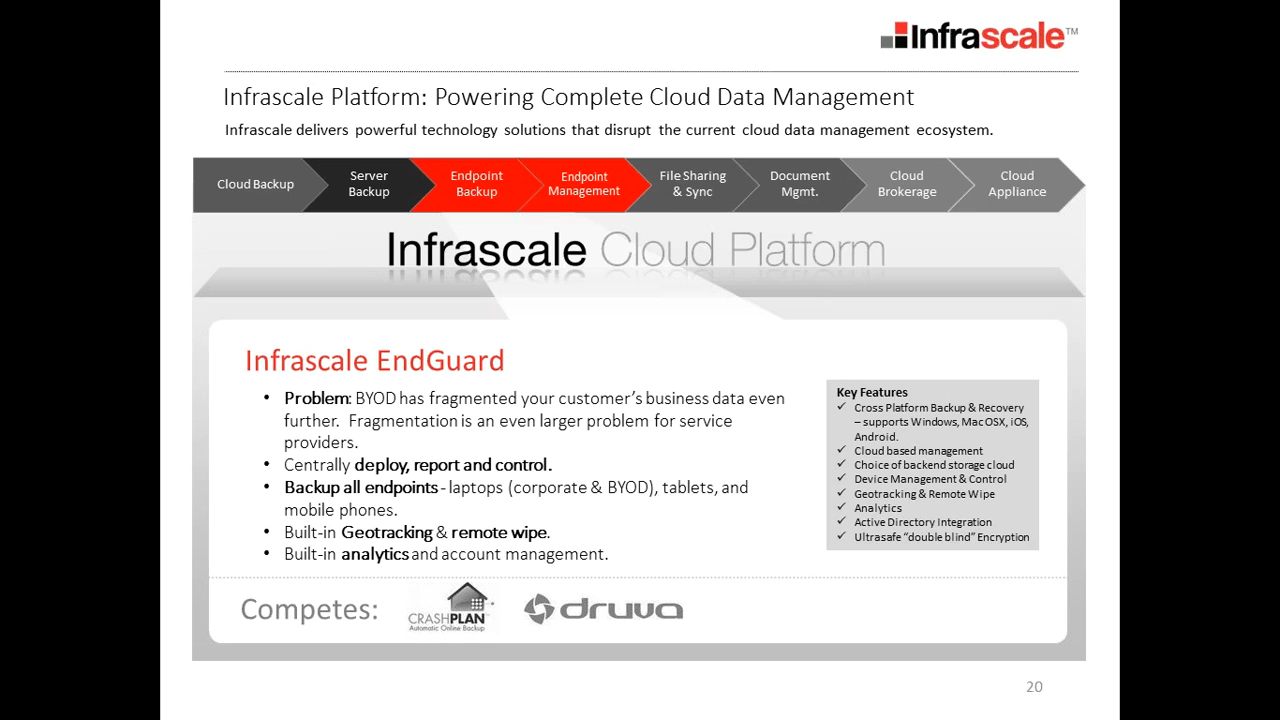 Infrascale™
Infrascale Platform: Powering Complete Cloud Data Management
Infrascale delivers powerful technology solutions that disrupt the current cloud data management ecosystem.
Cloud Backup
Server
Backup
Endpoint
Backup
Endpoint
Management
File Sharing
& Sync
Document
Mgmt.
Cloud
Brokerage
Cloud
Appliance
Infrascale Cloud Platform
Infrascale EndGuard
• Problem: BYOD has fragmented your customer’s business data even
further. Fragmentation is an even larger problem for service
providers.
• Centrally deploy, report and control.
• Backup all endpoints - laptops (corporate & BYOD), tablets, and
mobile phones.
• Built-in Geotracking & remote wipe.
• Built-in analytics and account management.
Key Features
✓ Cross Platform Backup & Recovery
– supports Windows, Mac OSX, iOS,
Android.
✓ Cloud based management
✓ Choice of backend storage cloud
✓ Device Management & Control
✓ Geotracking & Remote Wipe
✓ Analytics
✓ Active Directory Integration
✓ Ultrasafe “double blind” Encryption
Competes:
CRASHPLAN
Automatic Online Backup
druva
20